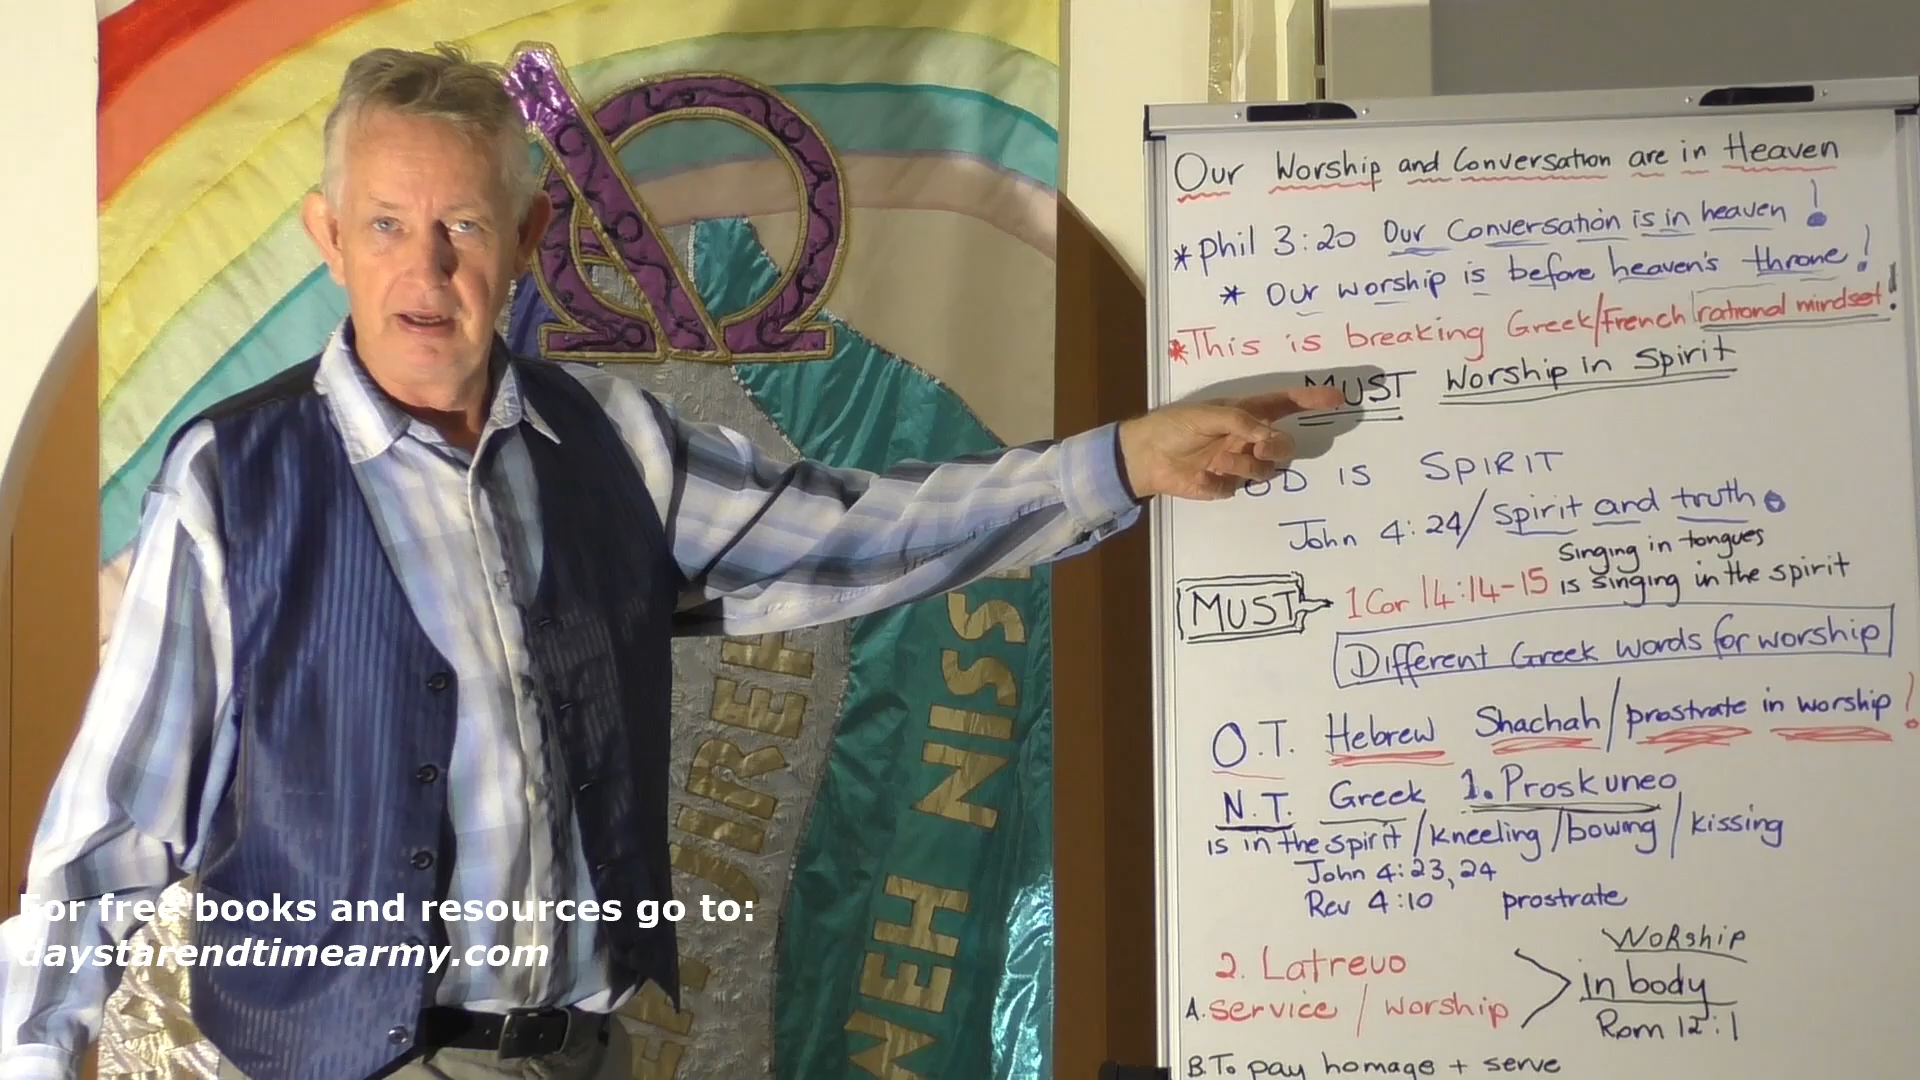 Our Worship and Conversation are in Heaven
* Phil 3:20 Our Conversation is in heaven!
* Our worship is before heaven's throne!
* This is breaking Greek/French rational mindset!
MUST Worship in Spirit
IS SPIRIT
John 4:24/ Spirit and truth.
Singing in tongues
MUST 1 Cor 14:14-15 is singing in the spirit
Different Greek words for worship
O.T. Hebrew Shachah/prostrate in worship!
N.T. Greek 1. Proskuneo
is in the spirit/kneeling/bowing/kissing
John 4:23,24
Rev 4:10 prostrate
2. Latreuo
A. service / worship
Worship
in body
Rom 12:1
B. To pay homage + serve
JIREH
NEH NISS
For free books and resources go to:
daystarendtimearmy.com